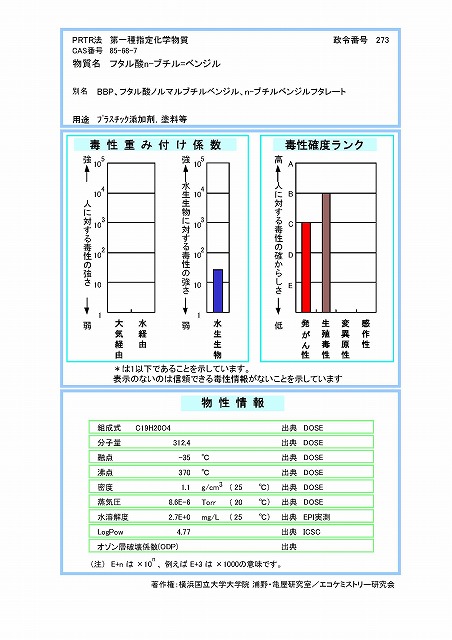 PRTR法 第一種指定化学物質 政令番号 273
CAS番号 85-68-7
物質名 フタル酸n-ブチル=ベンジル
別名 BBP、フタル酸ノルマルブチルベンジル、n-ブチルベンジルフタレート
用途 プラスチック添加剤, 塗料等
毒性重み付け係数
強 人に対する毒性の強さ 弱
10^5
10^4
10^3
10^2
10^1
1
大気経由
水経由
強 水生生物に対する毒性の強さ 弱
10^5
10^4
10^3
10^2
10^1
1
水生生物
毒性確度ランク
高 人に対する毒性の確からしさ 低
A
B
C
D
E
発がん性
生殖毒性
変異原性
感作性
*は1以下であることを示しています。
表示のないのは信頼できる毒性情報がないことを示しています
物性情報
組成式 C19H20O4 出典 DOSE
分子量 312.4 出典 DOSE
融点 -35 ℃ 出典 DOSE
沸点 370 ℃ 出典 DOSE
密度 1.1 g/cm3 (25 ℃) 出典 DOSE
蒸気圧 8.6E-6 Torr (20 ℃) 出典 DOSE
水溶解度 2.7E+0 mg/L (25 ℃) 出典 EPI実測
LogPow 4.77 出典 ICSC
オゾン層破壊係数(ODP) 出典
(注) E+n は ×10^n 、例えば E+3 は ×1000の意味です。
著作権:横浜国立大学大学院 浦野・亀屋研究室/エコケミストリー研究会